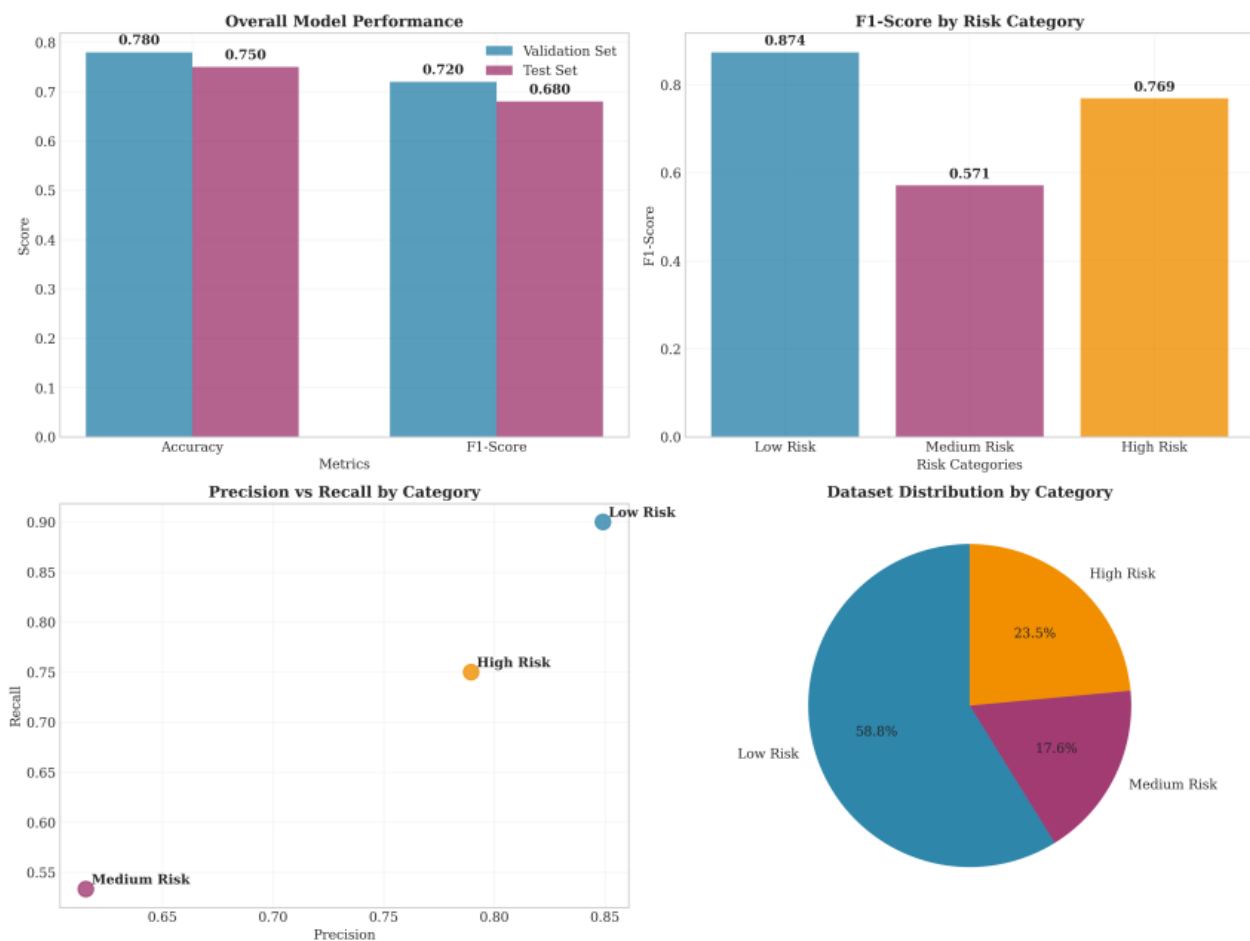 Overall Model Performance
0.8
0.7
0.6
0.5
0.4
0.3
0.2
0.1
0.0
Score
0.780
0.750
0.720
0.680
Validation Set
Test Set
Accuracy
F1-Score
Metrics
F1-Score by Risk Category
0.8
0.6
0.4
0.2
0.0
F1-Score
0.874
0.571
0.769
Low Risk
Medium Risk
High Risk
Risk Categories
Precision vs Recall by Category
0.90
0.85
0.80
0.75
0.70
0.65
0.60
0.55
Recall
Low Risk
High Risk
Medium Risk
0.65
0.70
0.75
0.80
0.85
Precision
Dataset Distribution by Category
High Risk
23.5%
58.8%
Low Risk
17.6%
Medium Risk